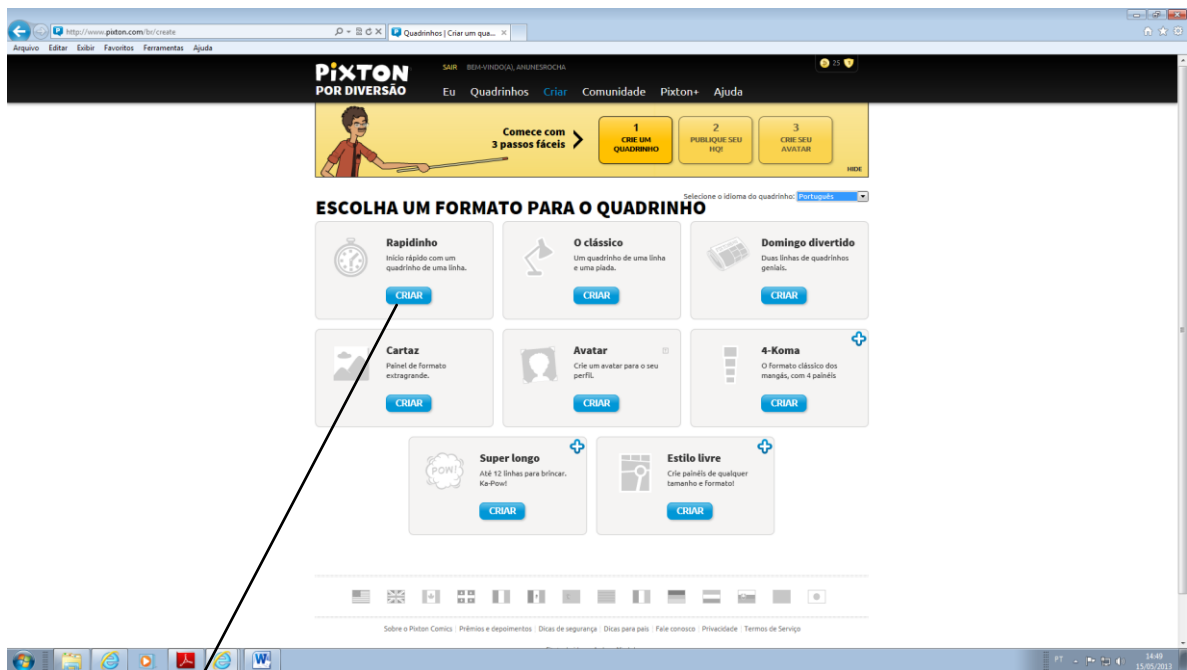 http://www.pixton.com/br/create
Quadrinhos | Criar um qua...
Arquivo Editar Exibir Favoritos Ferramentas Ajuda
PiXTON
POR DIVERSÃO
SAIR BEM-VINDO(A), ANUNESROCHA
25
Eu Quadrinhos Criar Comunidade Pixton+ Ajuda
Comece com
3 passos fáceis
1
CRIE UM
QUADRINHO
2
PUBLIQUE SEU
HQ!
3
CRIE SEU
AVATAR
HIDE
Selecione o idioma do quadrinho: Português
ESCOLHA UM FORMATO PARA O QUADRINHO
Rapidinho
Início rápido com um
quadrinho de uma linha.
CRIAR
O clássico
Um quadrinho de uma linha
e uma piada.
CRIAR
Domingo divertido
Duas linhas de quadrinhos
geniais.
CRIAR
Cartaz
Painel de formato
extragrande.
CRIAR
Avatar
Crie um avatar para o seu
perfil.
CRIAR
4-Koma
O formato clássico dos
mangás, com 4 painéis
CRIAR
POW!
Super longo
Até 12 linhas para brincar.
Ka-Pow!
CRIAR
Estilo livre
Crie painéis de qualquer
tamanho e formato!
CRIAR
Sobre o Pixton Comics | Prêmios e depoimentos | Dicas de segurança | Dicas para pais | Fale conosco | Privacidade | Termos de Serviço
PT
14:49
15/05/2013